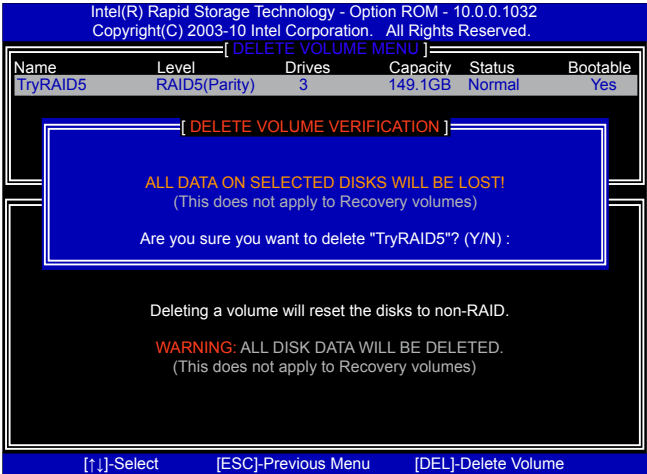 Intel(R) Rapid Storage Technology - Option ROM - 10.0.0.1032
Copyright(C) 2003-10 Intel Corporation. All Rights Reserved.
[ DELETE VOLUME MENU ]
Name Level Drives Capacity Status Bootable
TryRAID5 RAID5(Parity) 3 149.1GB Normal Yes
[ DELETE VOLUME VERIFICATION ]
ALL DATA ON SELECTED DISKS WILL BE LOST!
(This does not apply to Recovery volumes)
Are you sure you want to delete "TryRAID5"? (Y/N) :
Deleting a volume will reset the disks to non-RAID.
WARNING: ALL DISK DATA WILL BE DELETED.
(This does not apply to Recovery volumes)
[↑↓]-Select [ESC]-Previous Menu [DEL]-Delete Volume